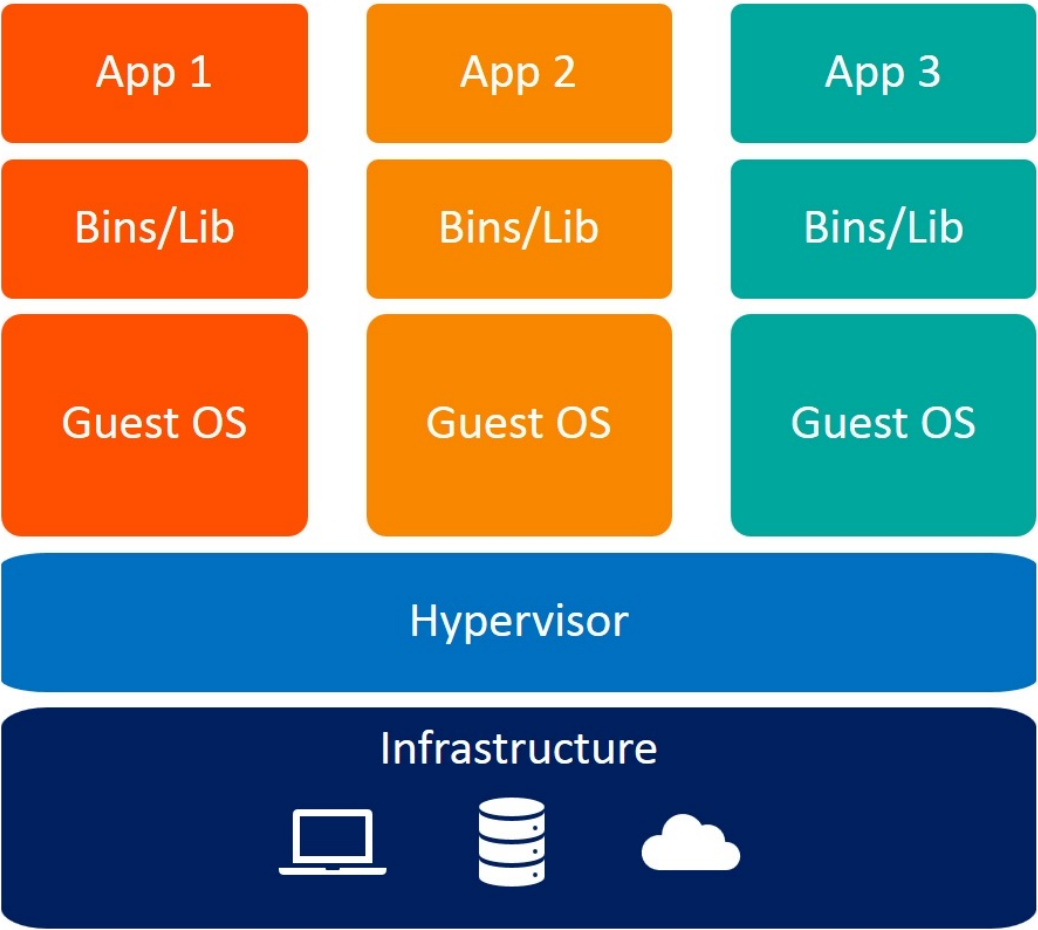 App 1
App 2
App 3
Bins/Lib
Bins/Lib
Bins/Lib
Guest OS
Guest OS
Guest OS
Hypervisor
Infrastructure